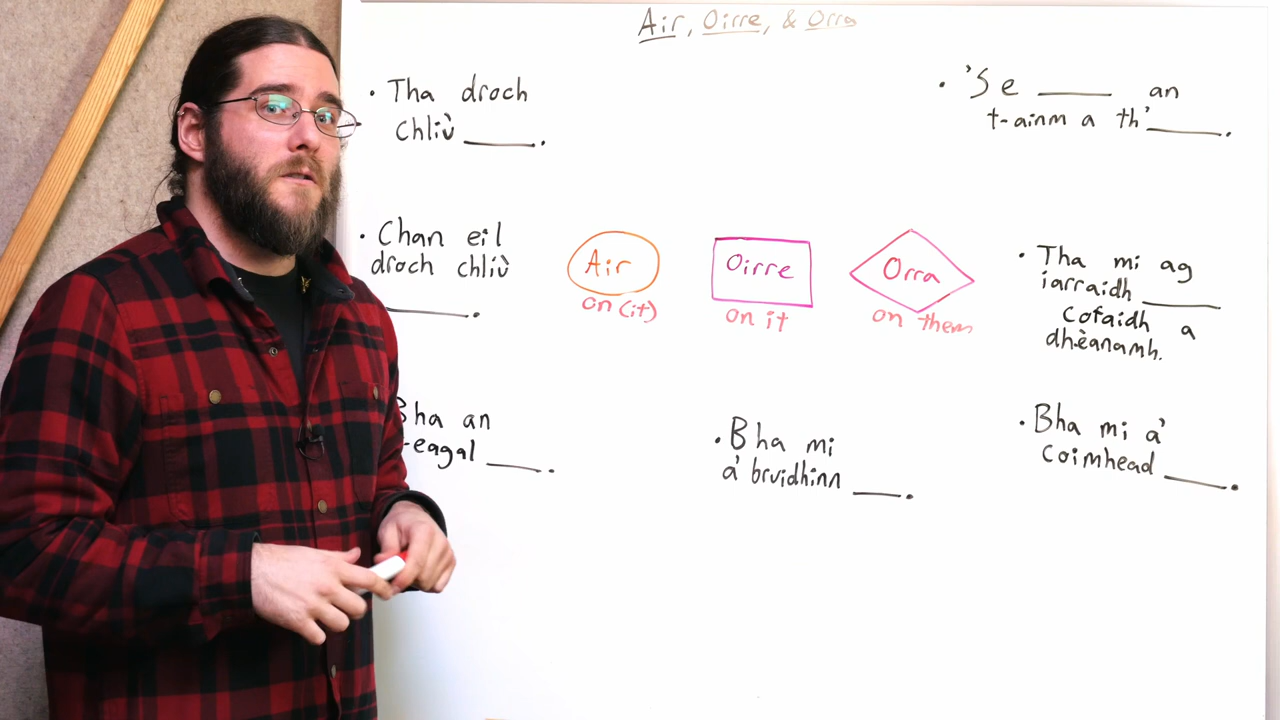 Air, Oirre, & Orra
• Tha droch
chliù ____.
• Chan eil
droch chliù
____.
Bha an
-eagal ____.
Air
on (it)
Oirre
on it
Orra
on them
• Bha mi
a' bruidhinn ____.
• 'S e ____ an
t-ainm a th' ____.
• Tha mi ag
iarraidh ____
cofaidh a
dhèanamh.
• Bha mi a'
coimhead ____.